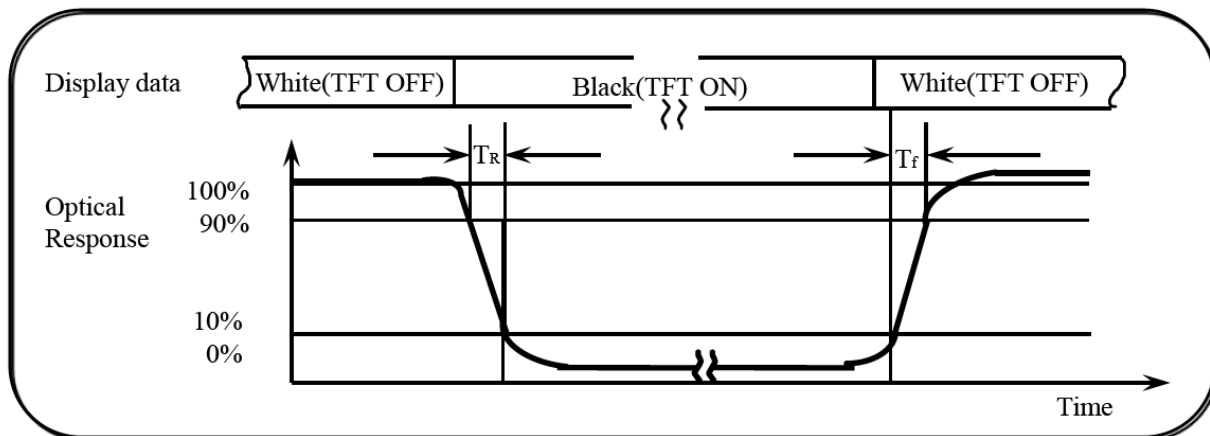 Display data
White(TFT OFF)
Black(TFT ON)
White(TFT OFF)
TR
Tf
Optical
Response
100%
90%
10%
0%
Time